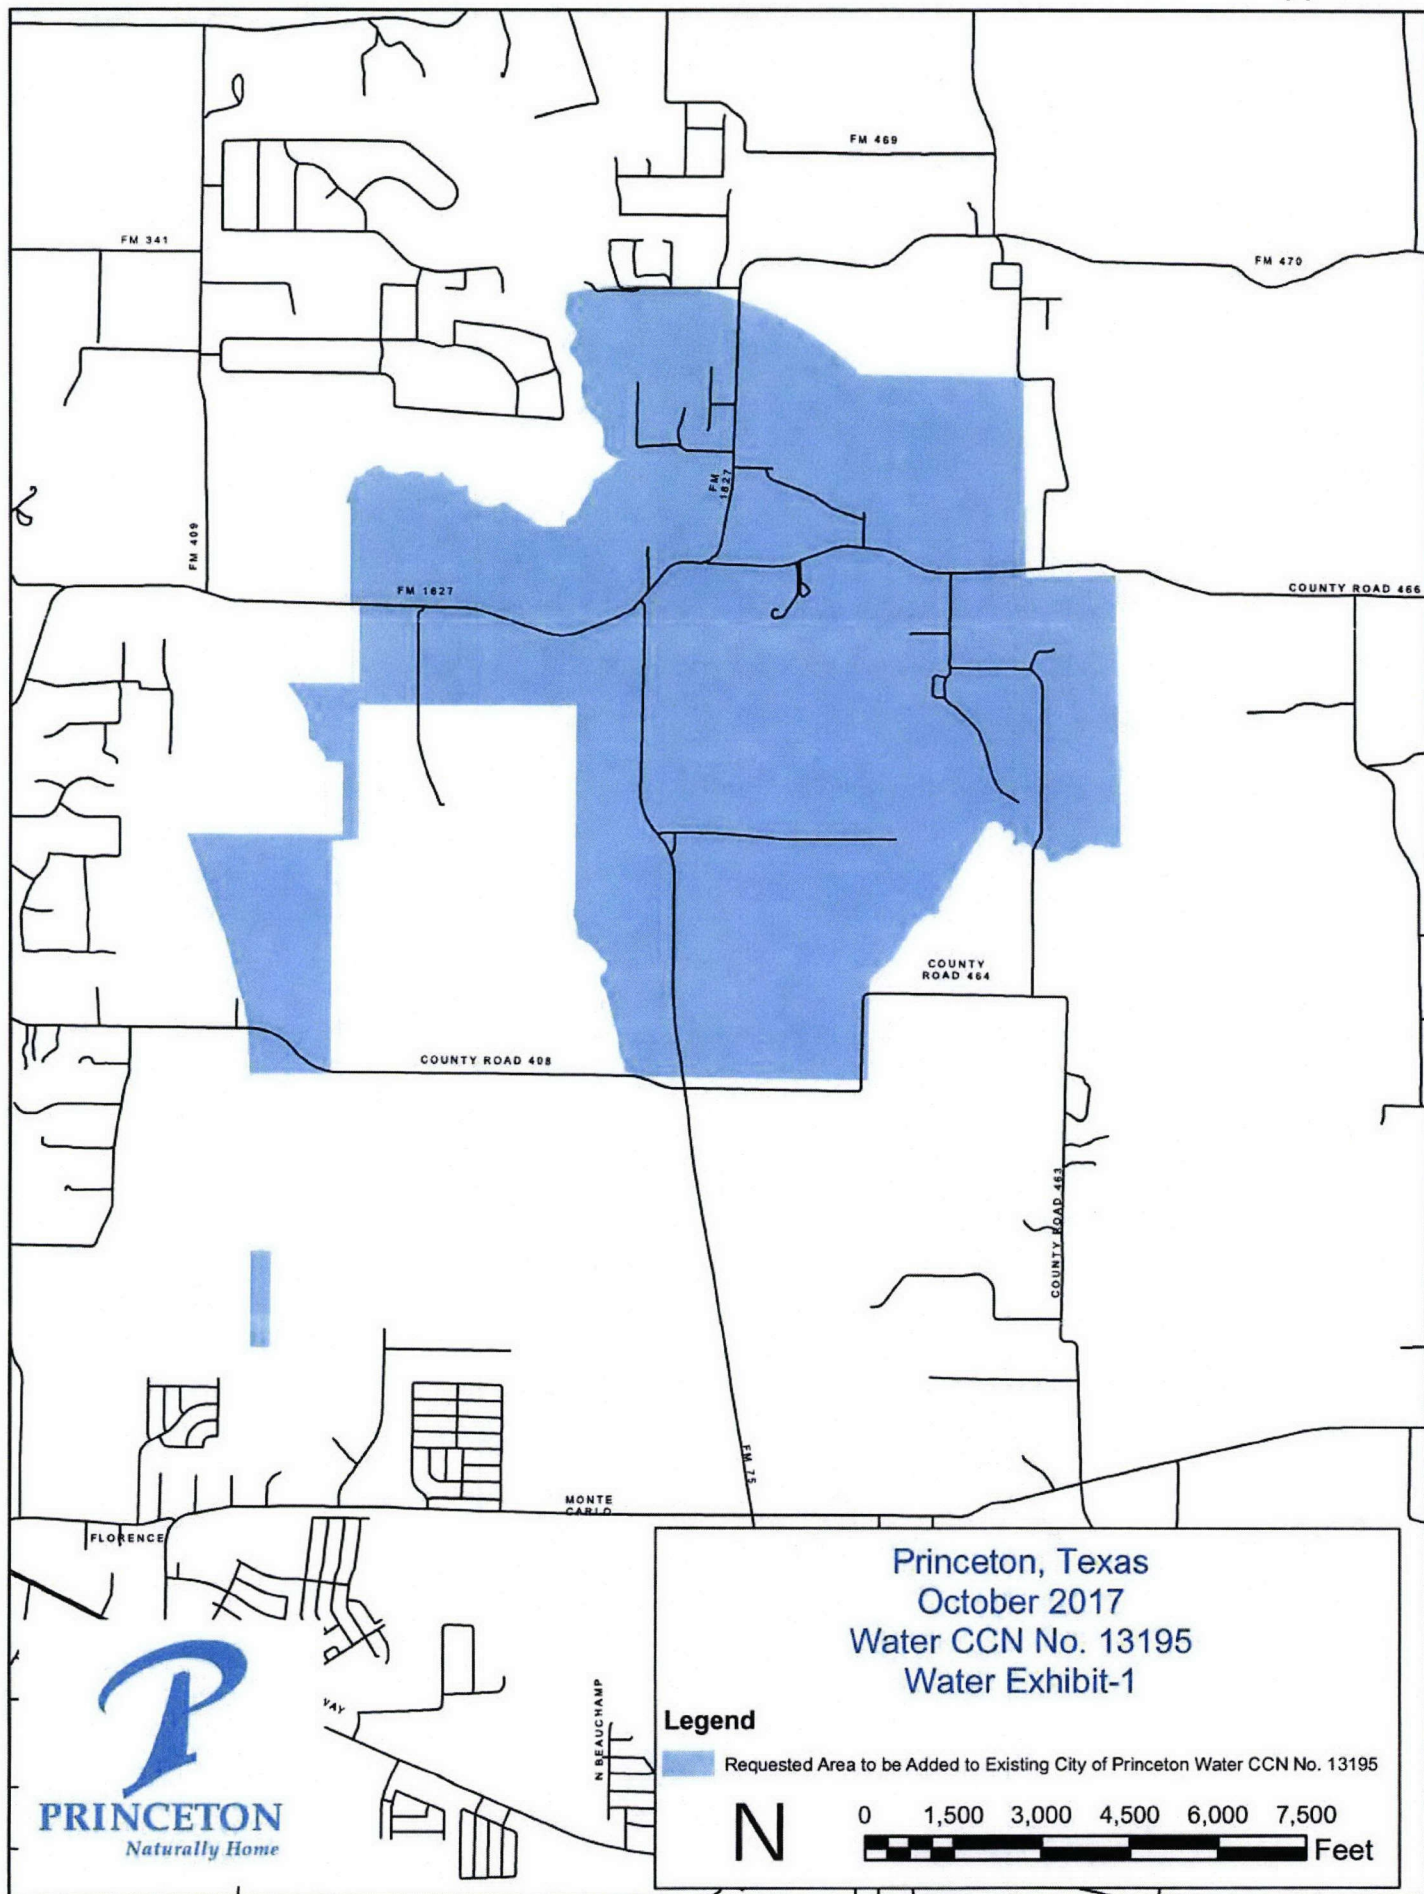 FM 469
FM 341
FM 470
FM
1827
FM 409
FM 1827
COUNTY ROAD 466
COUNTY
ROAD 464
COUNTY ROAD 408
COUNTY ROAD 463
FM 75
MONTE
CARLO
FLORENCE
WAY
N BEAUCHAMP
PRINCETON
Naturally Home
Princeton, Texas
October 2017
Water CCN No. 13195
Water Exhibit-1
Legend
Requested Area to be Added to Existing City of Princeton Water CCN No. 13195
N
0 1,500 3,000 4,500 6,000 7,500
Feet